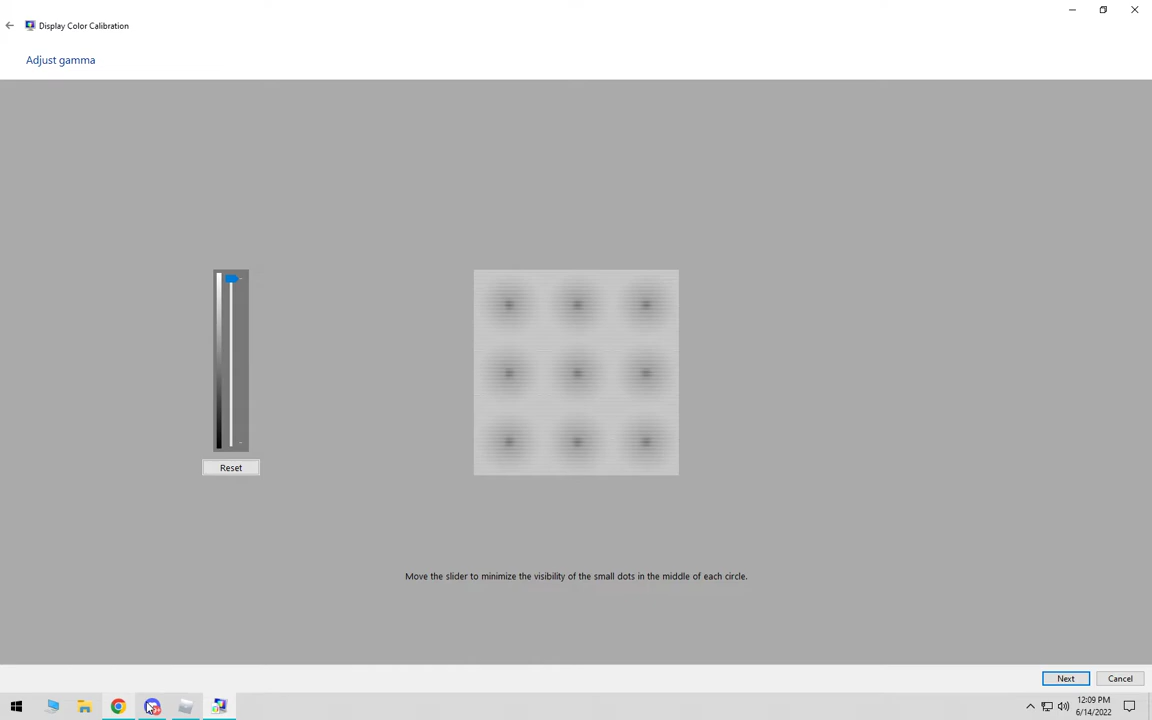 Display Color Calibration
Adjust gamma
Reset
Move the slider to minimize the visibility of the small dots in the middle of each circle.
Next
Cancel
12:09 PM
6/14/2022